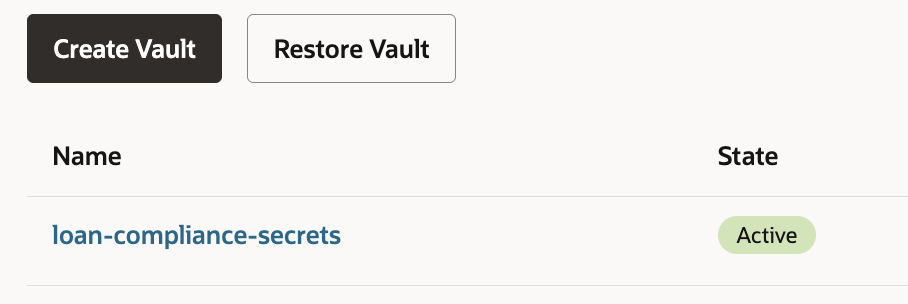 Create Vault Restore Vault
Name State
loan-compliance-secrets Active